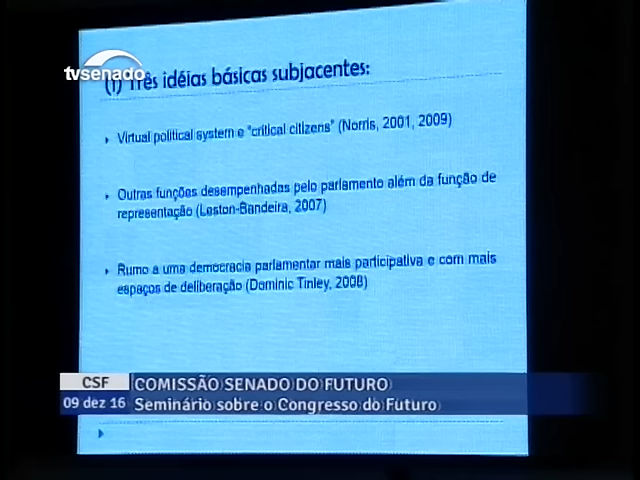 tvsenado
(1) Três idéias básicas subjacentes:
Virtual political system e "critical citizens" (Norris, 2001, 2009)
Outras funções desempenhadas pelo parlamento além da função de
representação (Leston-Bandeira, 2007)
Rumo a uma democracia parlamentar mais participativa e com mais
espaços de deliberação (Dominic Tinley, 2008)
CSF
COMISSÃO SENADO DO FUTURO
09 dez 16
Seminário sobre o Congresso do Futuro